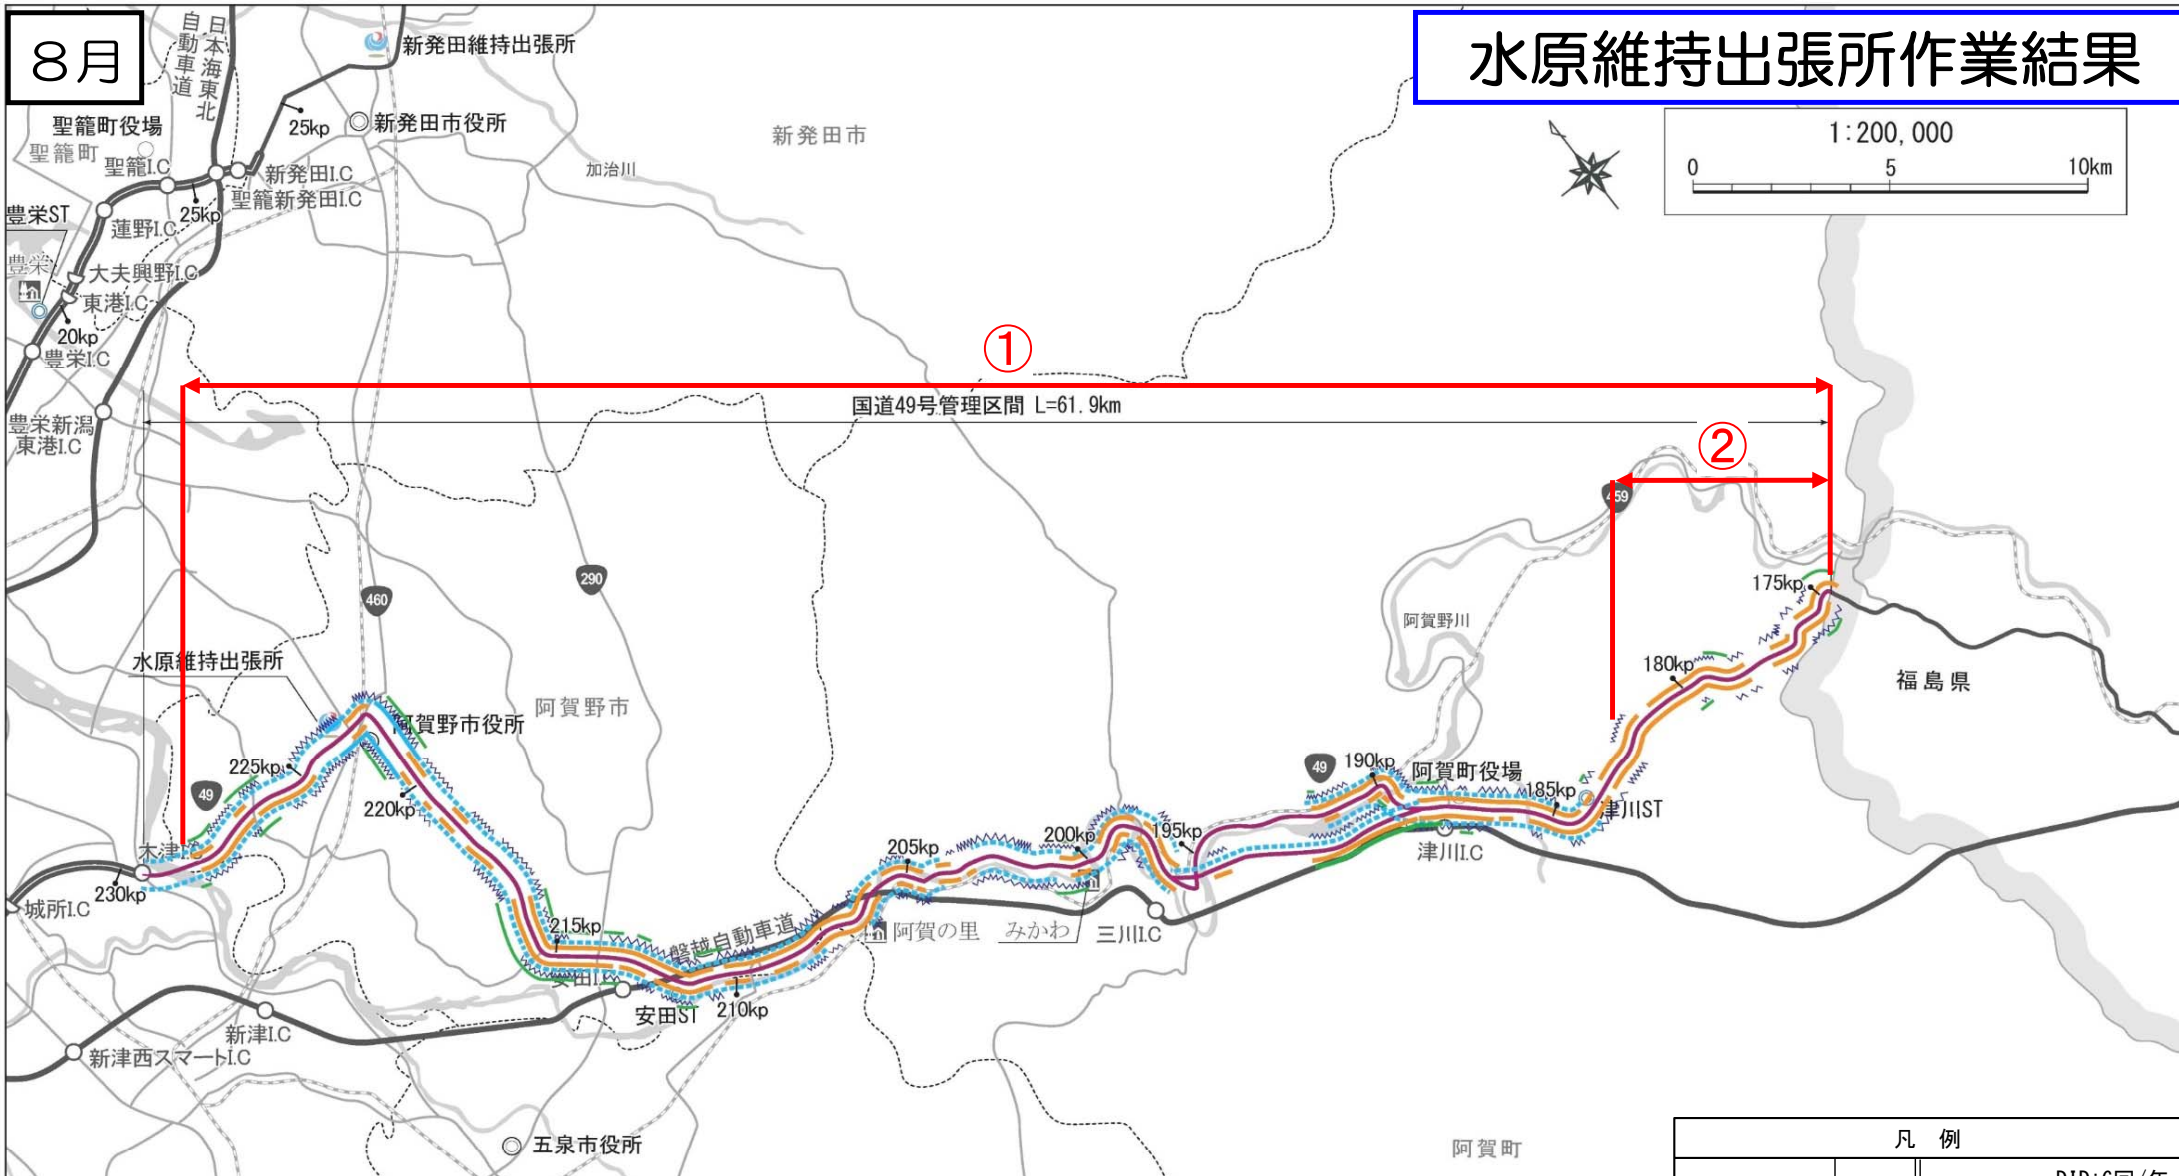 8月
水原維持出張所作業結果
日本海東北
自動車道
新発田維持出張所
25kp
新発田市役所
新発田市
1:200,000
0 5 10km
聖籠町役場
聖籠町
聖籠I.C
新発田I.C
聖籠新発田I.C
加治川
25kp
豊栄ST
蓮野I.C
豊栄
大夫興野I.C
東港I.C
20kp
豊栄I.C
①
国道49号管理区間 L=61.9km
豊栄新潟
東港I.C
②
459
290
460
175kp
阿賀野川
水原維持出張所
180kp
福島県
阿賀野市
阿賀野市役所
225kp
49
49
190kp
阿賀町役場
185kp
220kp
津川ST
205kp
200kp
195kp
木津I.C
津川I.C
230kp
城所I.C
215kp
磐越自動車道
阿賀の里
みかわ
三川I.C
安田I.C
安田ST
210kp
新津I.C
新津西スマートI.C
五泉市役所
阿賀町
凡 例